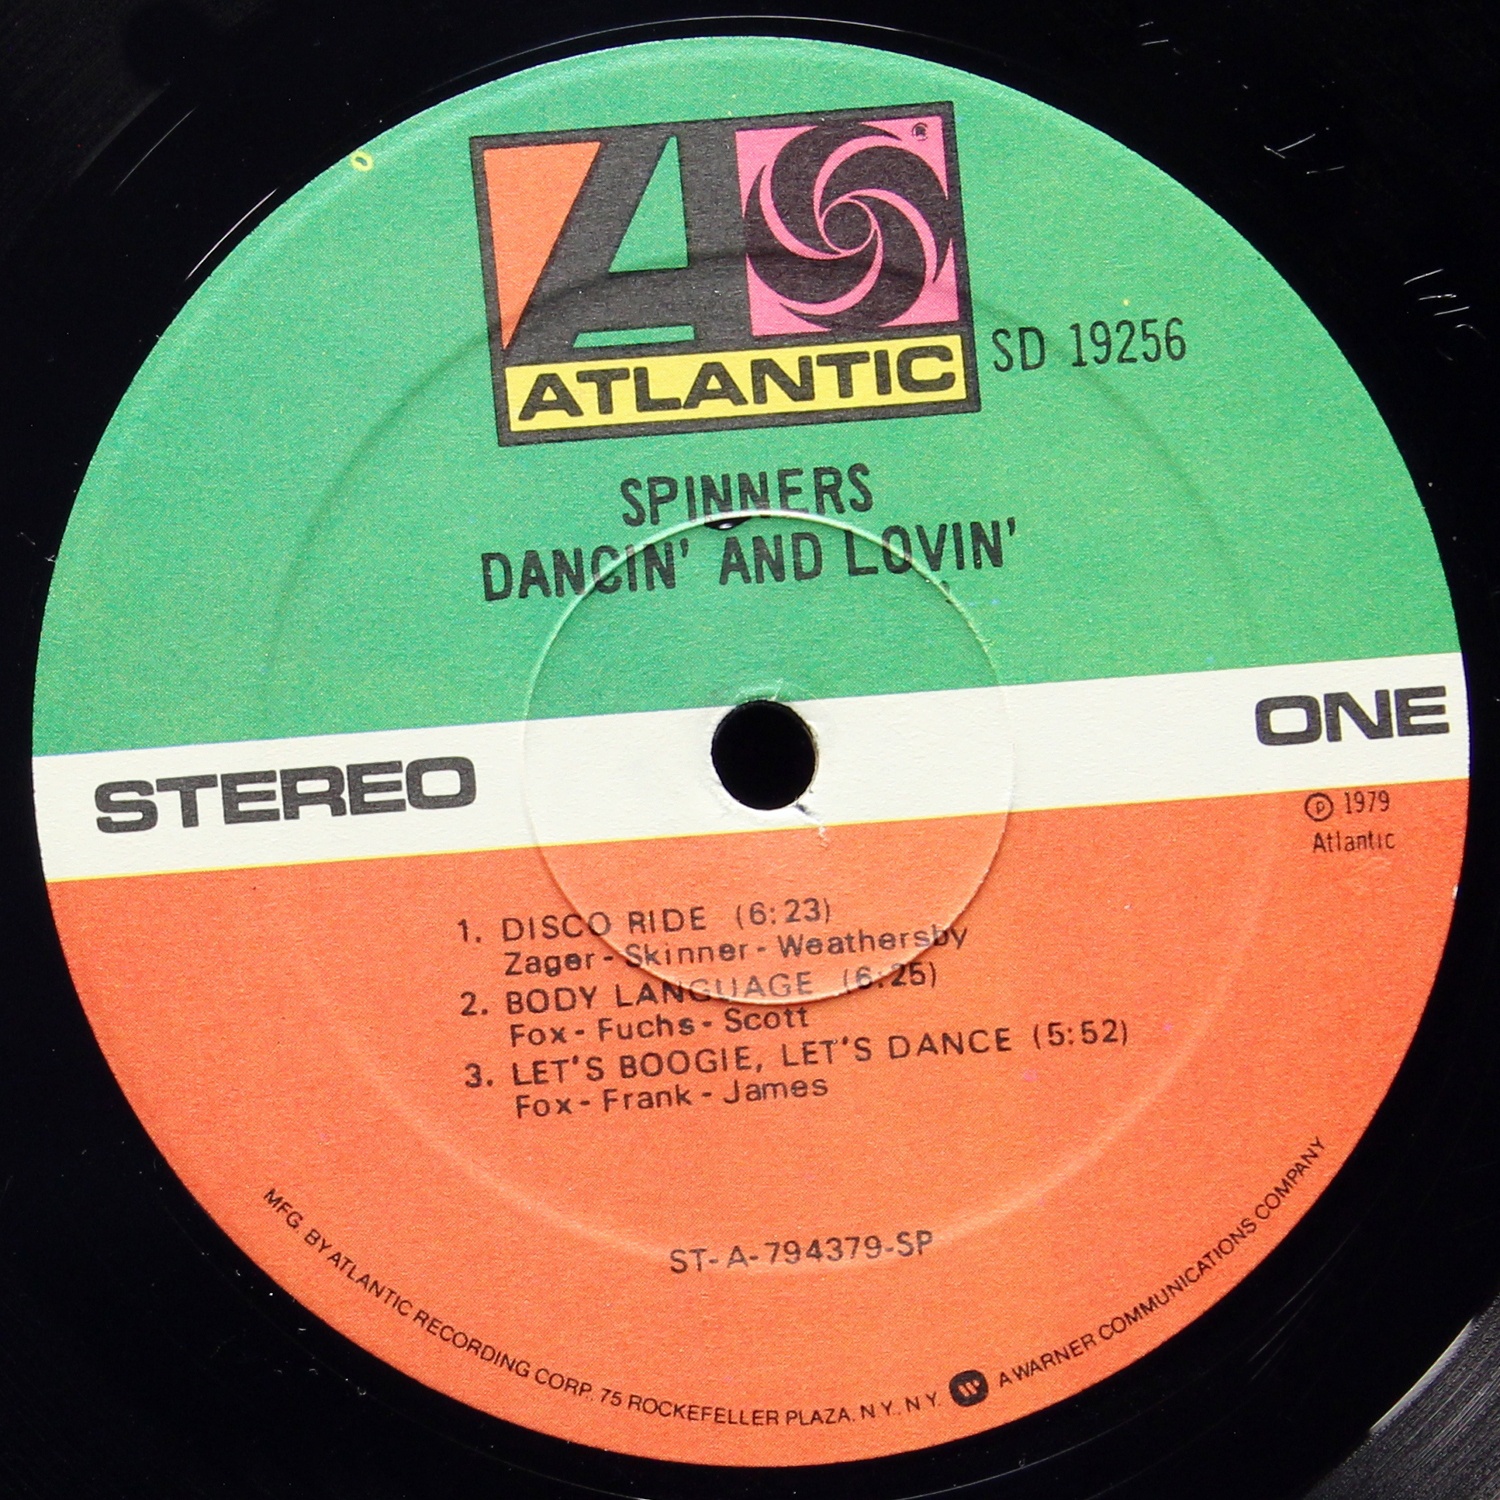 ATLANTIC ®
SD 19256
SPINNERS
DANCIN' AND LOVIN'
STEREO
ONE
℗ 1979
Atlantic
1. DISCO RIDE (6:23)
Zager - Skinner - Weathersby
2. BODY LANGUAGE (6:25)
Fox - Fuchs - Scott
3. LET'S BOOGIE, LET'S DANCE (5:52)
Fox - Frank - James
ST-A-794379-SP
MFG. BY ATLANTIC RECORDING CORP. 75 ROCKEFELLER PLAZA. N.Y., N.Y. A WARNER COMMUNICATIONS COMPANY